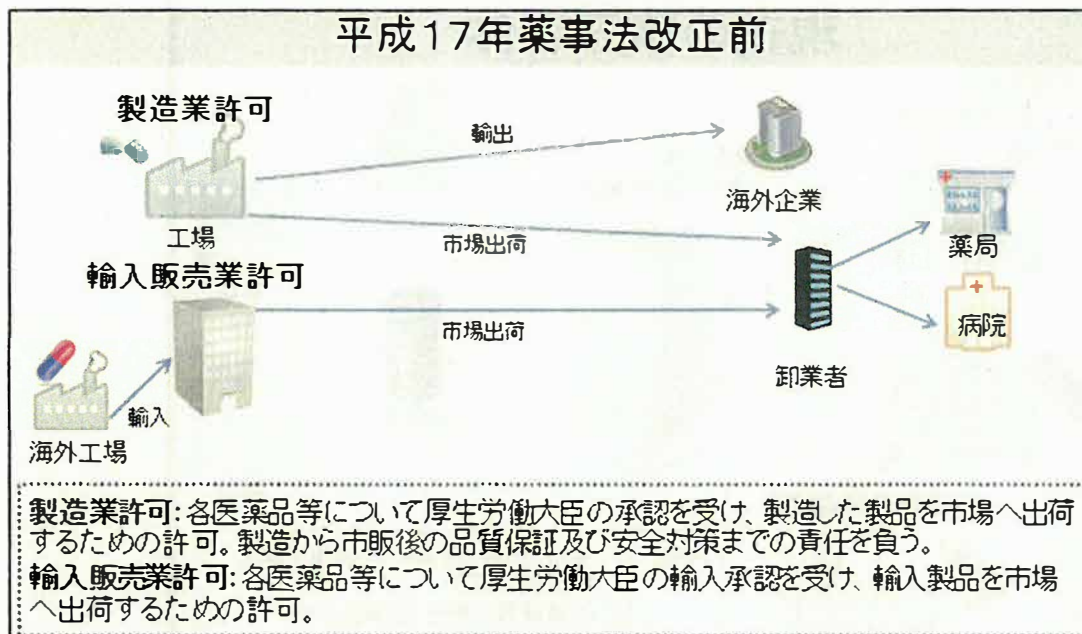 平成17年薬事法改正前
製造業許可
輸出
海外企業
工場
市場出荷
薬局
輸入販売業許可
市場出荷
病院
卸業者
輸入
海外工場
製造業許可:各医薬品等について厚生労働大臣の承認を受け、製造した製品を市場へ出荷
するための許可。製造から市販後の品質保証及び安全対策までの責任を負う。
輸入販売業許可:各医薬品等について厚生労働大臣の輸入承認を受け、輸入製品を市場
へ出荷するための許可。